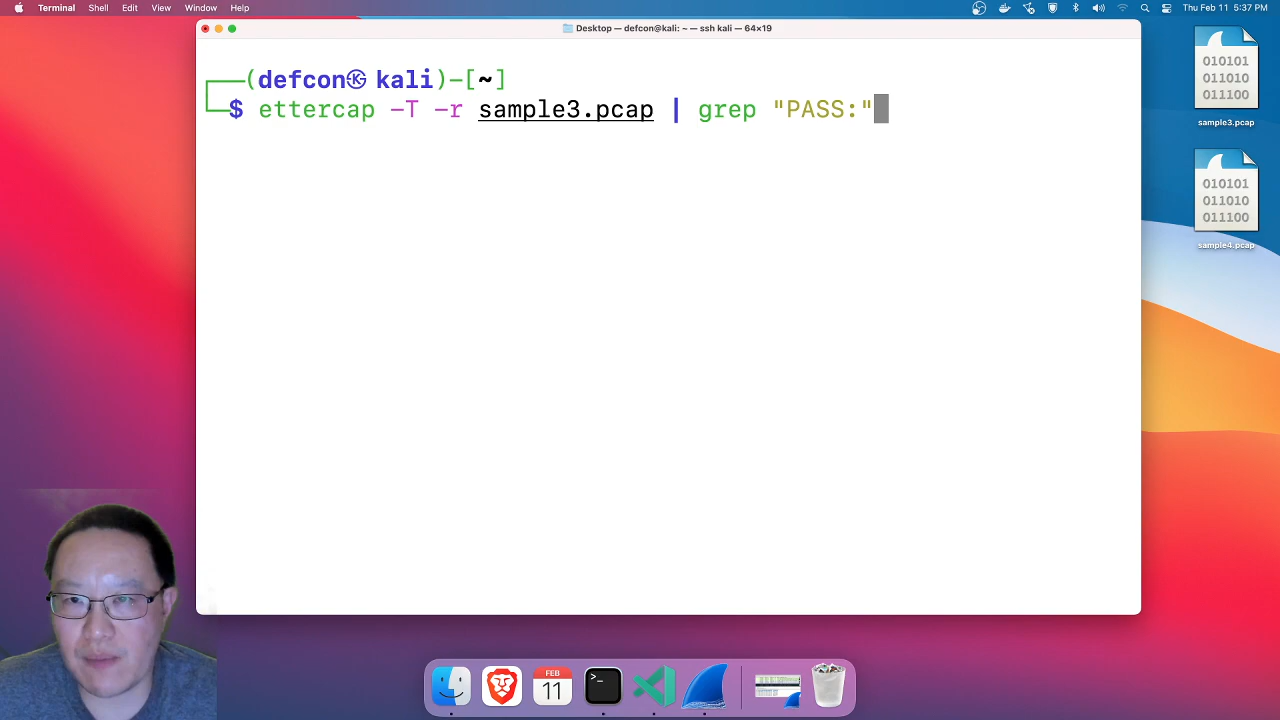 Terminal Shell Edit View Window Help Thu Feb 11 5:37 PM
Desktop — defcon@kali: ~ — ssh kali — 64×19
┌──(defcon㉿kali)-[~]
└─$ ettercap -T -r sample3.pcap | grep "PASS:"
010101
011010
011100
sample3.pcap
010101
011010
011100
sample4.pcap
>_
FEB
11